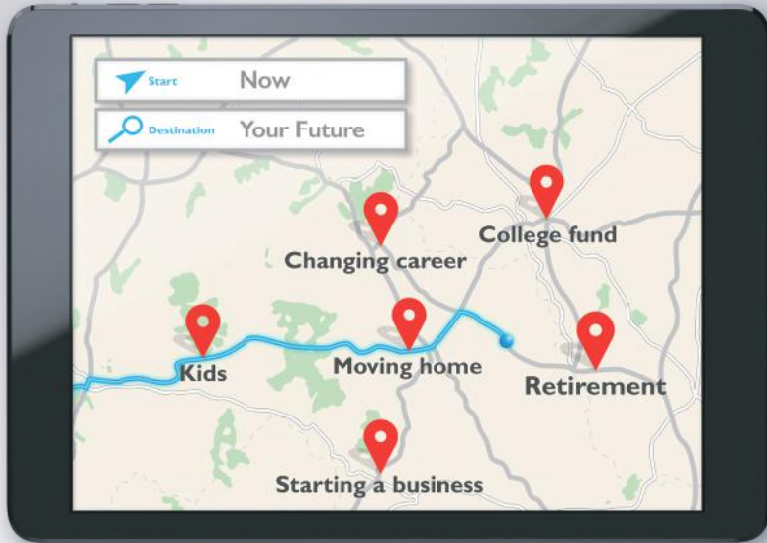 Start Now
Destination Your Future
College fund
Changing career
Kids
Moving home
Retirement
Starting a business